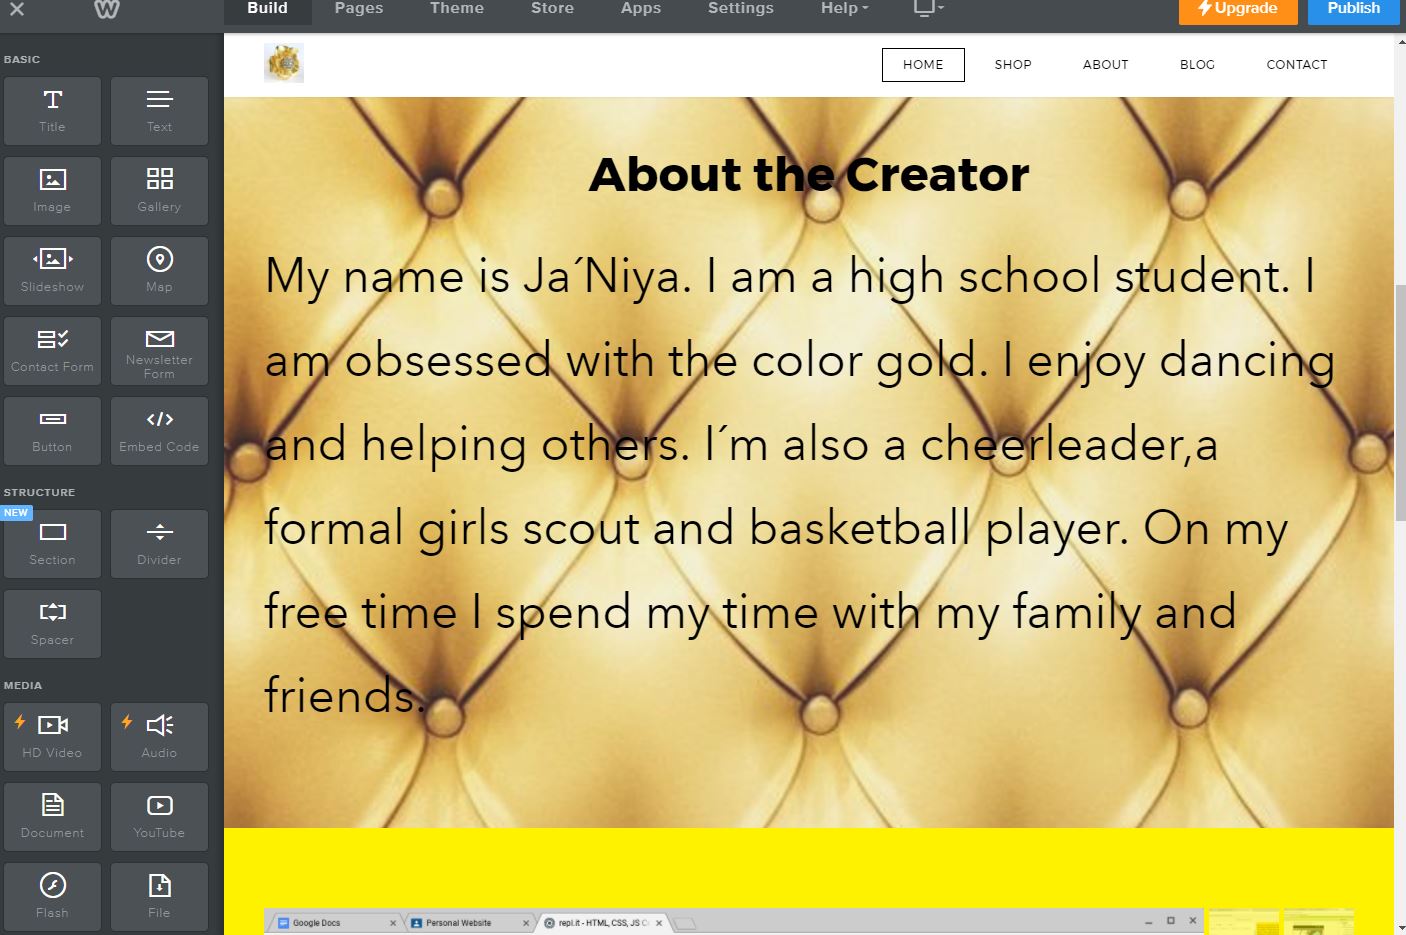 Build Pages Theme Store Apps Settings Help Upgrade Publish
BASIC
Title Text
Image Gallery
Slideshow Map
Contact Form Newsletter Form
Button Embed Code
STRUCTURE
NEW
Section Divider
Spacer
MEDIA
HD Video Audio
Document YouTube
Flash File
HOME SHOP ABOUT BLOG CONTACT
About the Creator
My name is Ja´Niya. I am a high school student. I
am obsessed with the color gold. I enjoy dancing
and helping others. I´m also a cheerleader,a
formal girls scout and basketball player. On my
free time I spend my time with my family and
friends.
Google Docs Personal Website repl.it - HTML, CSS, JS